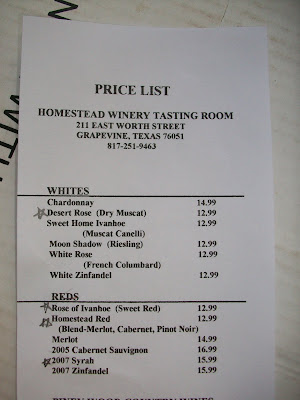 PRICE LIST
HOMESTEAD WINERY TASTING ROOM
211 EAST WORTH STREET
GRAPEVINE, TEXAS 76051
817-251-9463
WHITES
Chardonnay 14.99
Desert Rose (Dry Muscat) 12.99
Sweet Home Ivanhoe 12.99
(Muscat Canelli)
Moon Shadow (Riesling) 12.99
White Rose 12.99
(French Columbard)
White Zinfandel 12.99
REDS
Rose of Ivanhoe (Sweet Red) 12.99
Homestead Red 12.99
(Blend-Merlot, Cabernet, Pinot Noir)
Merlot 14.99
2005 Cabernet Sauvignon 16.99
2007 Syrah 15.99
2007 Zinfandel 15.99
PINEY WOOD COUNTRY WINES